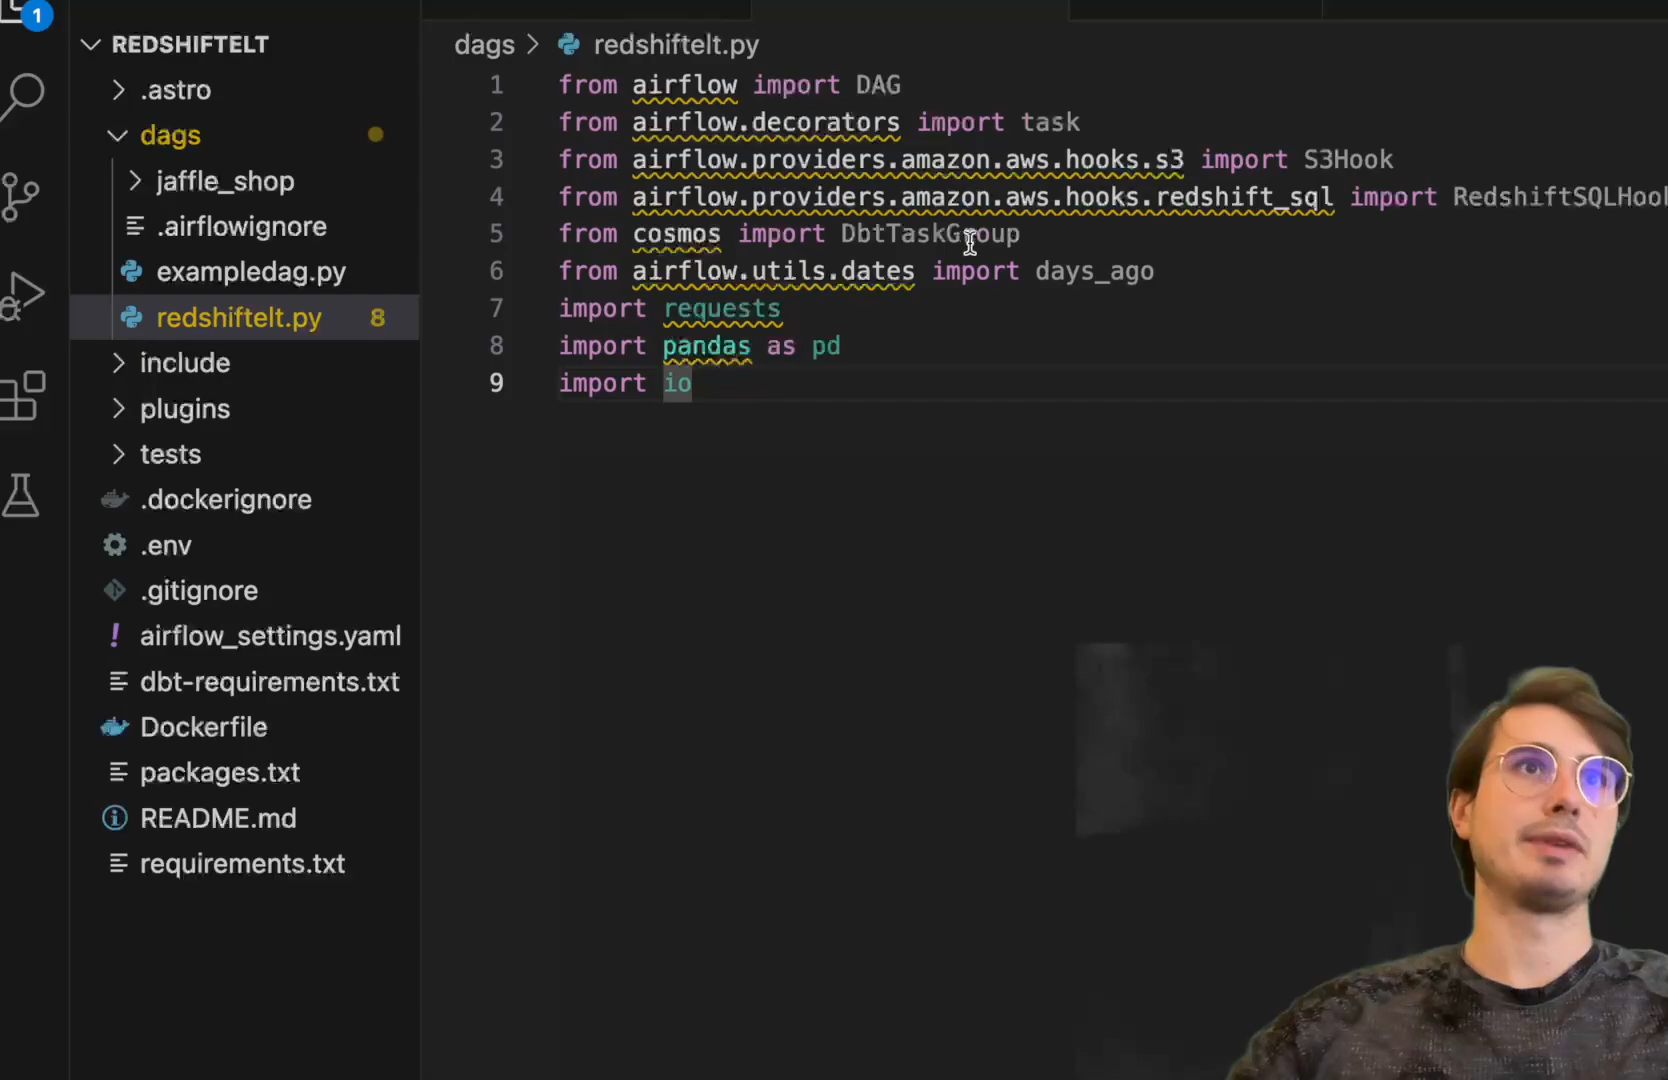 1
REDSHIFTELT
.astro
dags
jaffle_shop
.airflowignore
exampledag.py
redshiftelt.py 8
include
plugins
tests
.dockerignore
.env
.gitignore
! airflow_settings.yaml
dbt-requirements.txt
Dockerfile
packages.txt
README.md
requirements.txt
dags > redshiftelt.py
1 from airflow import DAG
2 from airflow.decorators import task
3 from airflow.providers.amazon.aws.hooks.s3 import S3Hook
4 from airflow.providers.amazon.aws.hooks.redshift_sql import RedshiftSQLHoo
5 from cosmos import DbtTaskGroup
6 from airflow.utils.dates import days_ago
7 import requests
8 import pandas as pd
9 import io